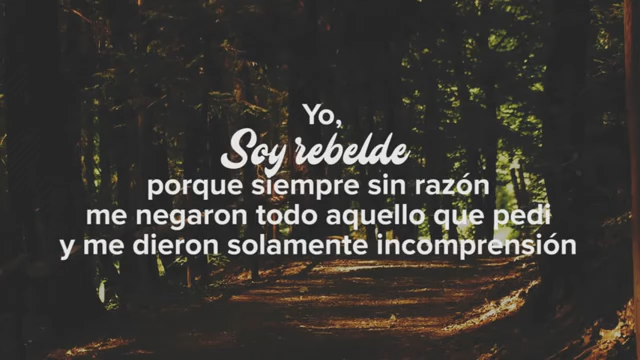 Yo,
Soy rebelde
porque siempre sin razón
me negaron todo aquello que pedí
y me dieron solamente incomprensión